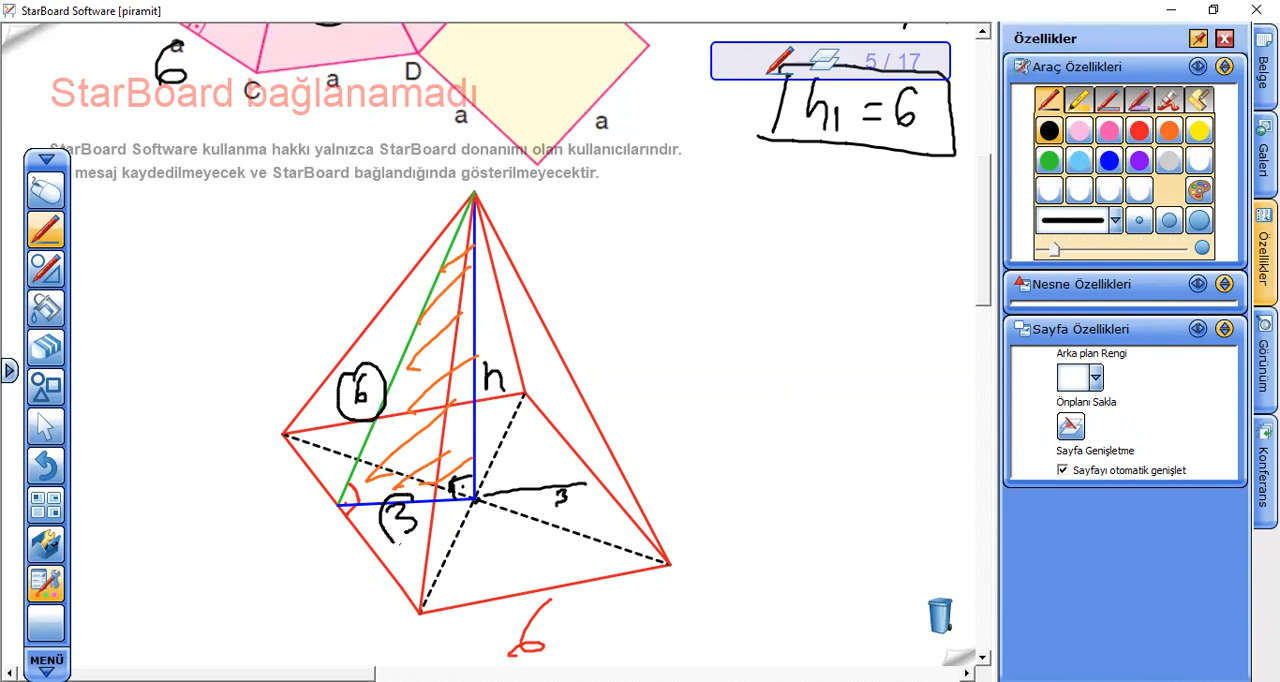 StarBoard Software [piramit]
a
6
C
a
D
a
a
5 / 17
h₁ = 6
StarBoard bağlanamadı
StarBoard Software kullanma hakkı yalnızca StarBoard donanımı olan kullanıcılarındır.
mesaj kaydedilmeyecek ve StarBoard bağlandığında gösterilmeyecektir.
6
h
3
3
6
MENÜ
Özellikler
Araç Özellikleri
Nesne Özellikleri
Sayfa Özellikleri
Arka plan Rengi
Önplanı Sakla
Sayfa Genişletme
Sayfayı otomatik genişlet
Belge
Galeri
Özellikler
Görünüm
Konferans